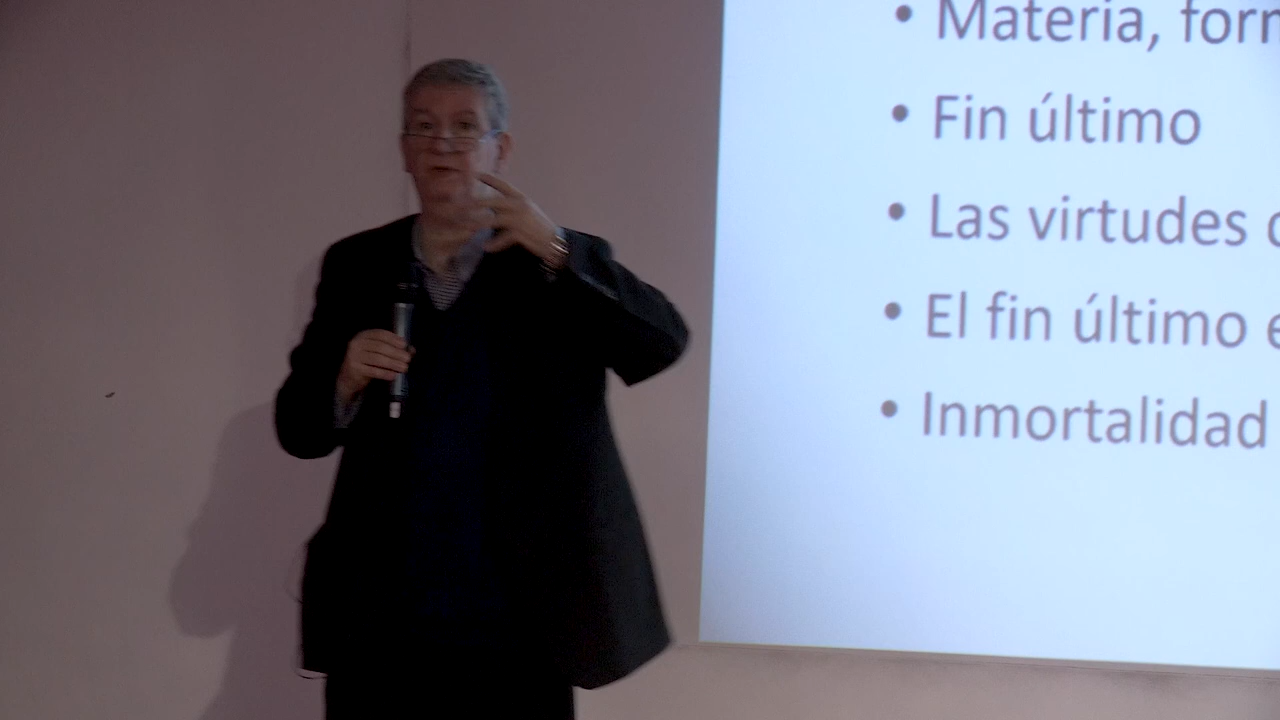 • Materia,
• Fin último
• Las virtudes
• El fin último
• Inmortalidad